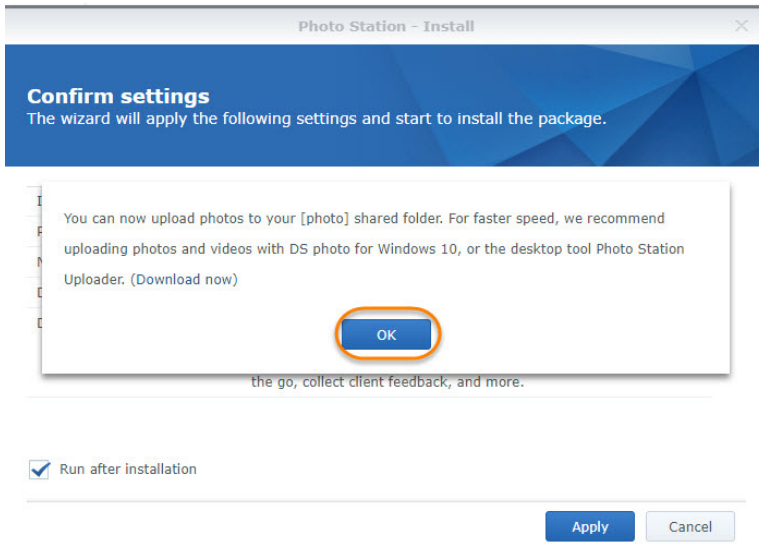 Photo Station - Install
Confirm settings
The wizard will apply the following settings and start to install the package.
You can now upload photos to your [photo] shared folder. For faster speed, we recommend
uploading photos and videos with DS photo for Windows 10, or the desktop tool Photo Station
Uploader. (Download now)
OK
the go, collect client feedback, and more.
Run after installation
Apply
Cancel